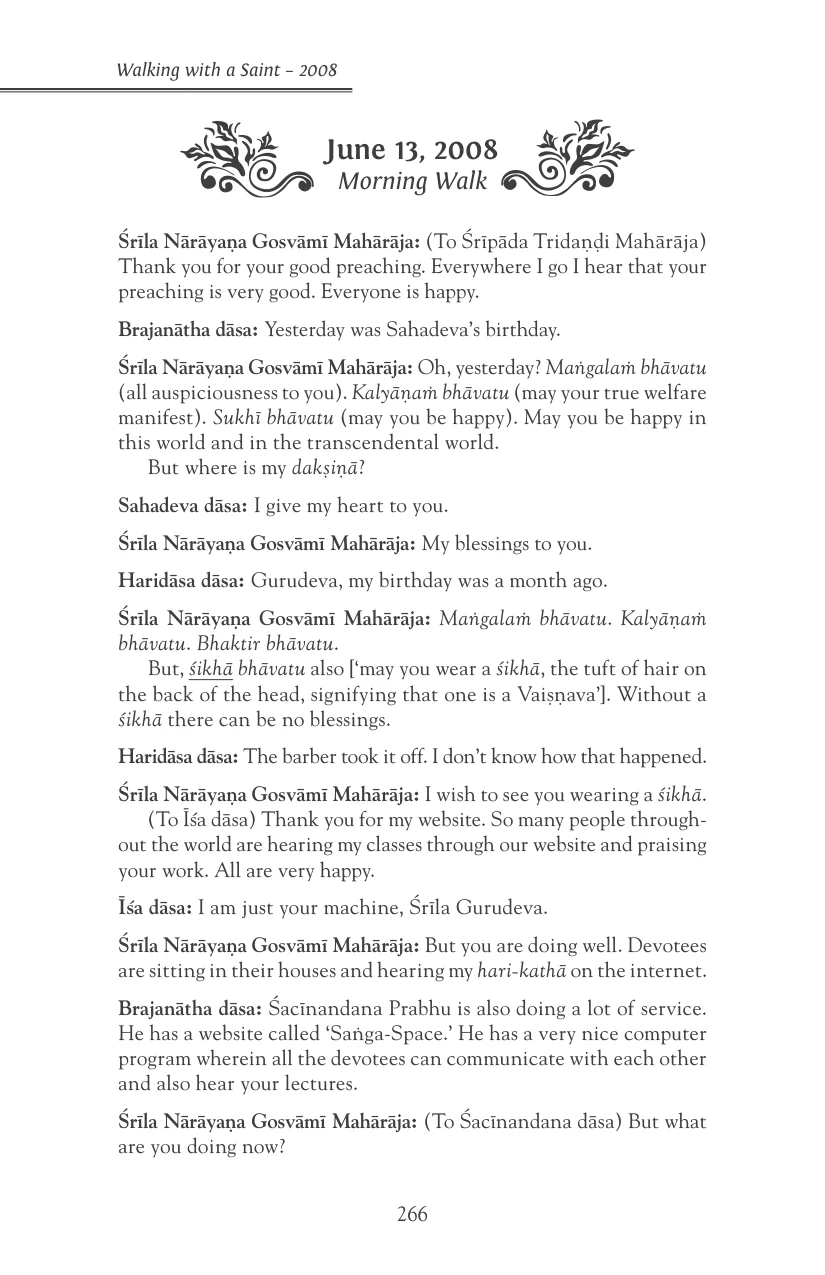 Walking with a Saint – 2008
June 13, 2008
Morning Walk
Śrīla Nārāyaṇa Gosvāmī Mahārāja: (To Śrīpāda Tridaṇḍi Mahārāja)
Thank you for your good preaching. Everywhere I go I hear that your
preaching is very good. Everyone is happy.
Brajanātha dāsa: Yesterday was Sahadeva’s birthday.
Śrīla Nārāyaṇa Gosvāmī Mahārāja: Oh, yesterday? Maṅgalaṁ bhāvatu
(all auspiciousness to you). Kalyāṇaṁ bhāvatu (may your true welfare
manifest). Sukhī bhāvatu (may you be happy). May you be happy in
this world and in the transcendental world.
But where is my dakṣiṇā?
Sahadeva dāsa: I give my heart to you.
Śrīla Nārāyaṇa Gosvāmī Mahārāja: My blessings to you.
Haridāsa dāsa: Gurudeva, my birthday was a month ago.
Śrīla Nārāyaṇa Gosvāmī Mahārāja: Maṅgalaṁ bhāvatu. Kalyāṇaṁ
bhāvatu. Bhaktir bhāvatu.
But, śikhā bhāvatu also [‘may you wear a śikhā, the tuft of hair on
the back of the head, signifying that one is a Vaiṣṇava’]. Without a
śikhā there can be no blessings.
Haridāsa dāsa: The barber took it off. I don’t know how that happened.
Śrīla Nārāyaṇa Gosvāmī Mahārāja: I wish to see you wearing a śikhā.
(To Īśa dāsa) Thank you for my website. So many people through-
out the world are hearing my classes through our website and praising
your work. All are very happy.
Īśa dāsa: I am just your machine, Śrīla Gurudeva.
Śrīla Nārāyaṇa Gosvāmī Mahārāja: But you are doing well. Devotees
are sitting in their houses and hearing my hari-kathā on the internet.
Brajanātha dāsa: Śacīnandana Prabhu is also doing a lot of service.
He has a website called ‘Saṅga-Space.’ He has a very nice computer
program wherein all the devotees can communicate with each other
and also hear your lectures.
Śrīla Nārāyaṇa Gosvāmī Mahārāja: (To Śacīnandana dāsa) But what
are you doing now?
266